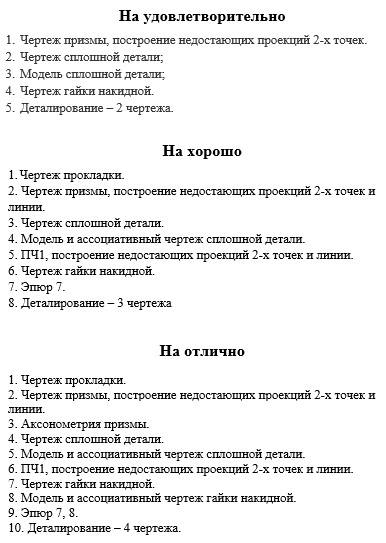 На удовлетворительно
1. Чертеж призмы, построение недостающих проекций 2-х точек.
2. Чертеж сплошной детали;
3. Модель сплошной детали;
4. Чертеж гайки накидной.
5. Деталирование – 2 чертежа.
На хорошо
1. Чертеж прокладки.
2. Чертеж призмы, построение недостающих проекций 2-х точек и
линии.
3. Чертеж сплошной детали.
4. Модель и ассоциативный чертеж сплошной детали.
5. ПЧ1, построение недостающих проекций 2-х точек и линии.
6. Чертеж гайки накидной.
7. Эпюр 7.
8. Деталирование – 3 чертежа
На отлично
1. Чертеж прокладки.
2. Чертеж призмы, построение недостающих проекций 2-х точек и
линии.
3. Аксонометрия призмы.
4. Чертеж сплошной детали.
5. Модель и ассоциативный чертеж сплошной детали.
6. ПЧ1, построение недостающих проекций 2-х точек и линии.
7. Чертеж гайки накидной.
8. Модель и ассоциативный чертеж гайки накидной.
9. Эпюр 7, 8.
10. Деталирование – 4 чертежа.